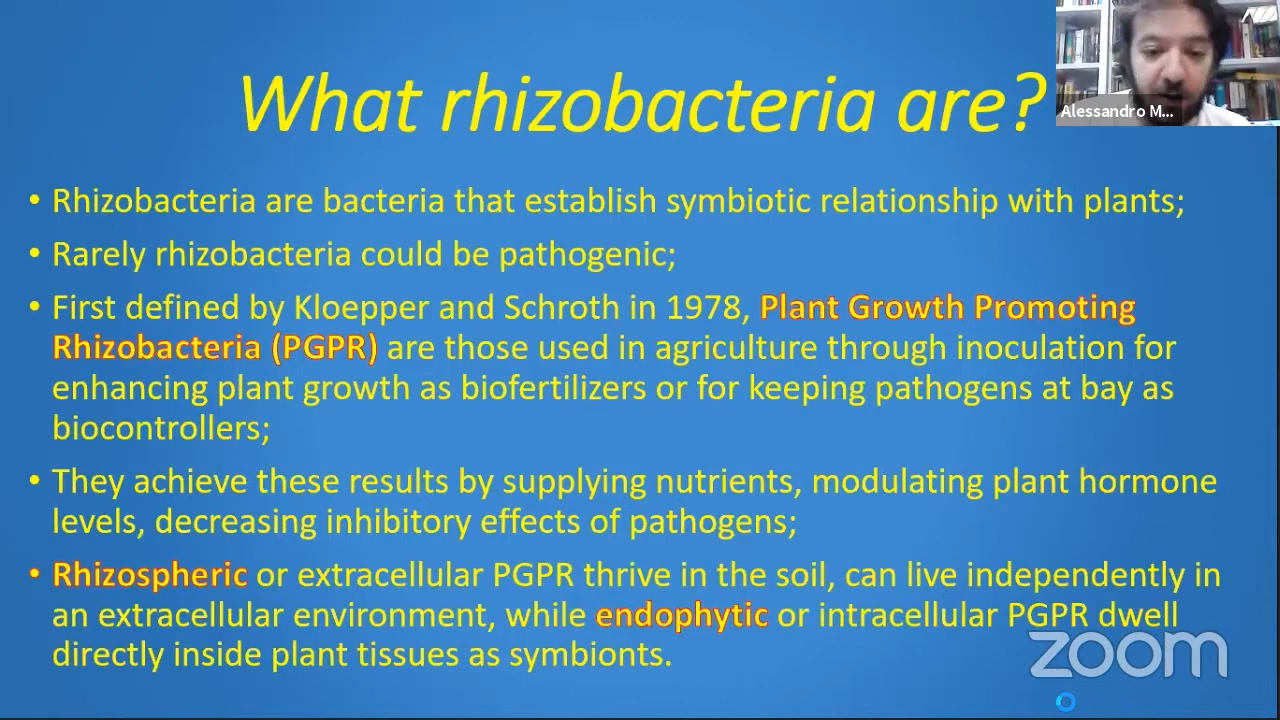 What rhizobacteria are?
Alessandro M...
• Rhizobacteria are bacteria that establish symbiotic relationship with plants;
• Rarely rhizobacteria could be pathogenic;
• First defined by Kloepper and Schroth in 1978, Plant Growth Promoting
Rhizobacteria (PGPR) are those used in agriculture through inoculation for
enhancing plant growth as biofertilizers or for keeping pathogens at bay as
biocontrollers;
• They achieve these results by supplying nutrients, modulating plant hormone
levels, decreasing inhibitory effects of pathogens;
• Rhizospheric or extracellular PGPR thrive in the soil, can live independently in
an extracellular environment, while endophytic or intracellular PGPR dwell
directly inside plant tissues as symbionts.
zoom